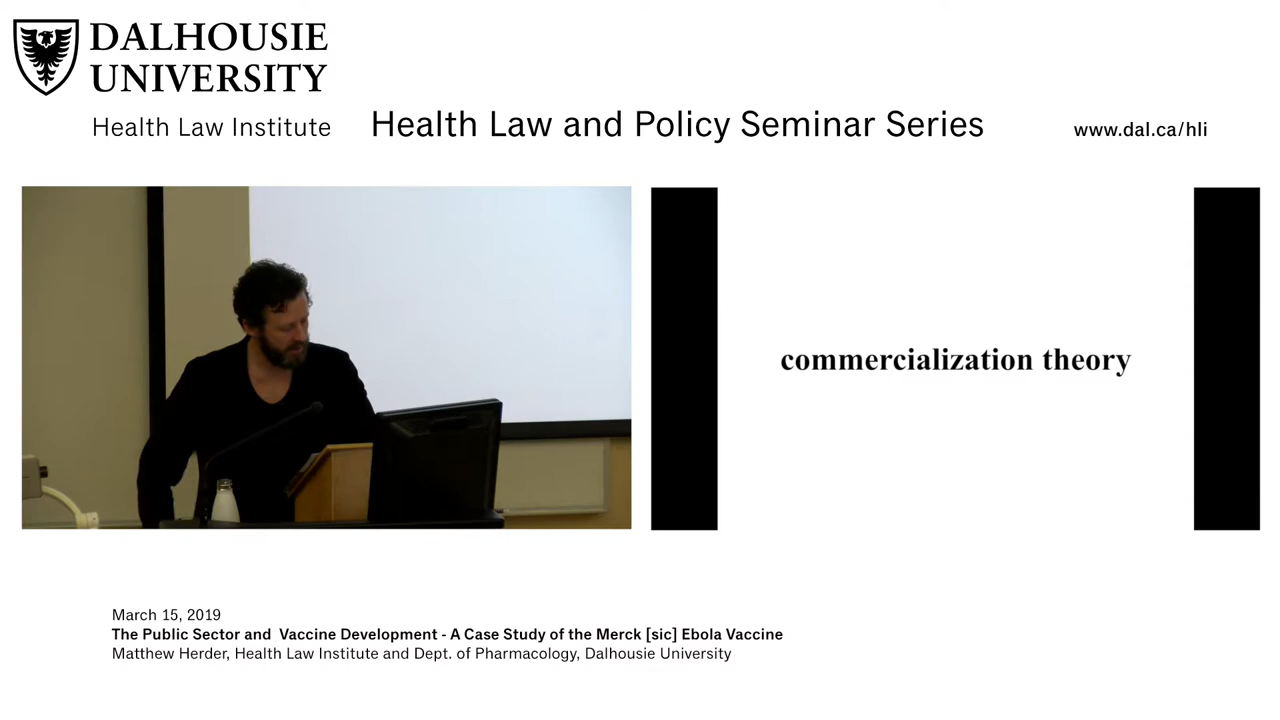 DALHOUSIE
UNIVERSITY
Health Law Institute
Health Law and Policy Seminar Series
www.dal.ca/hli
commercialization theory
March 15, 2019
The Public Sector and Vaccine Development - A Case Study of the Merck [sic] Ebola Vaccine
Matthew Herder, Health Law Institute and Dept. of Pharmacology, Dalhousie University